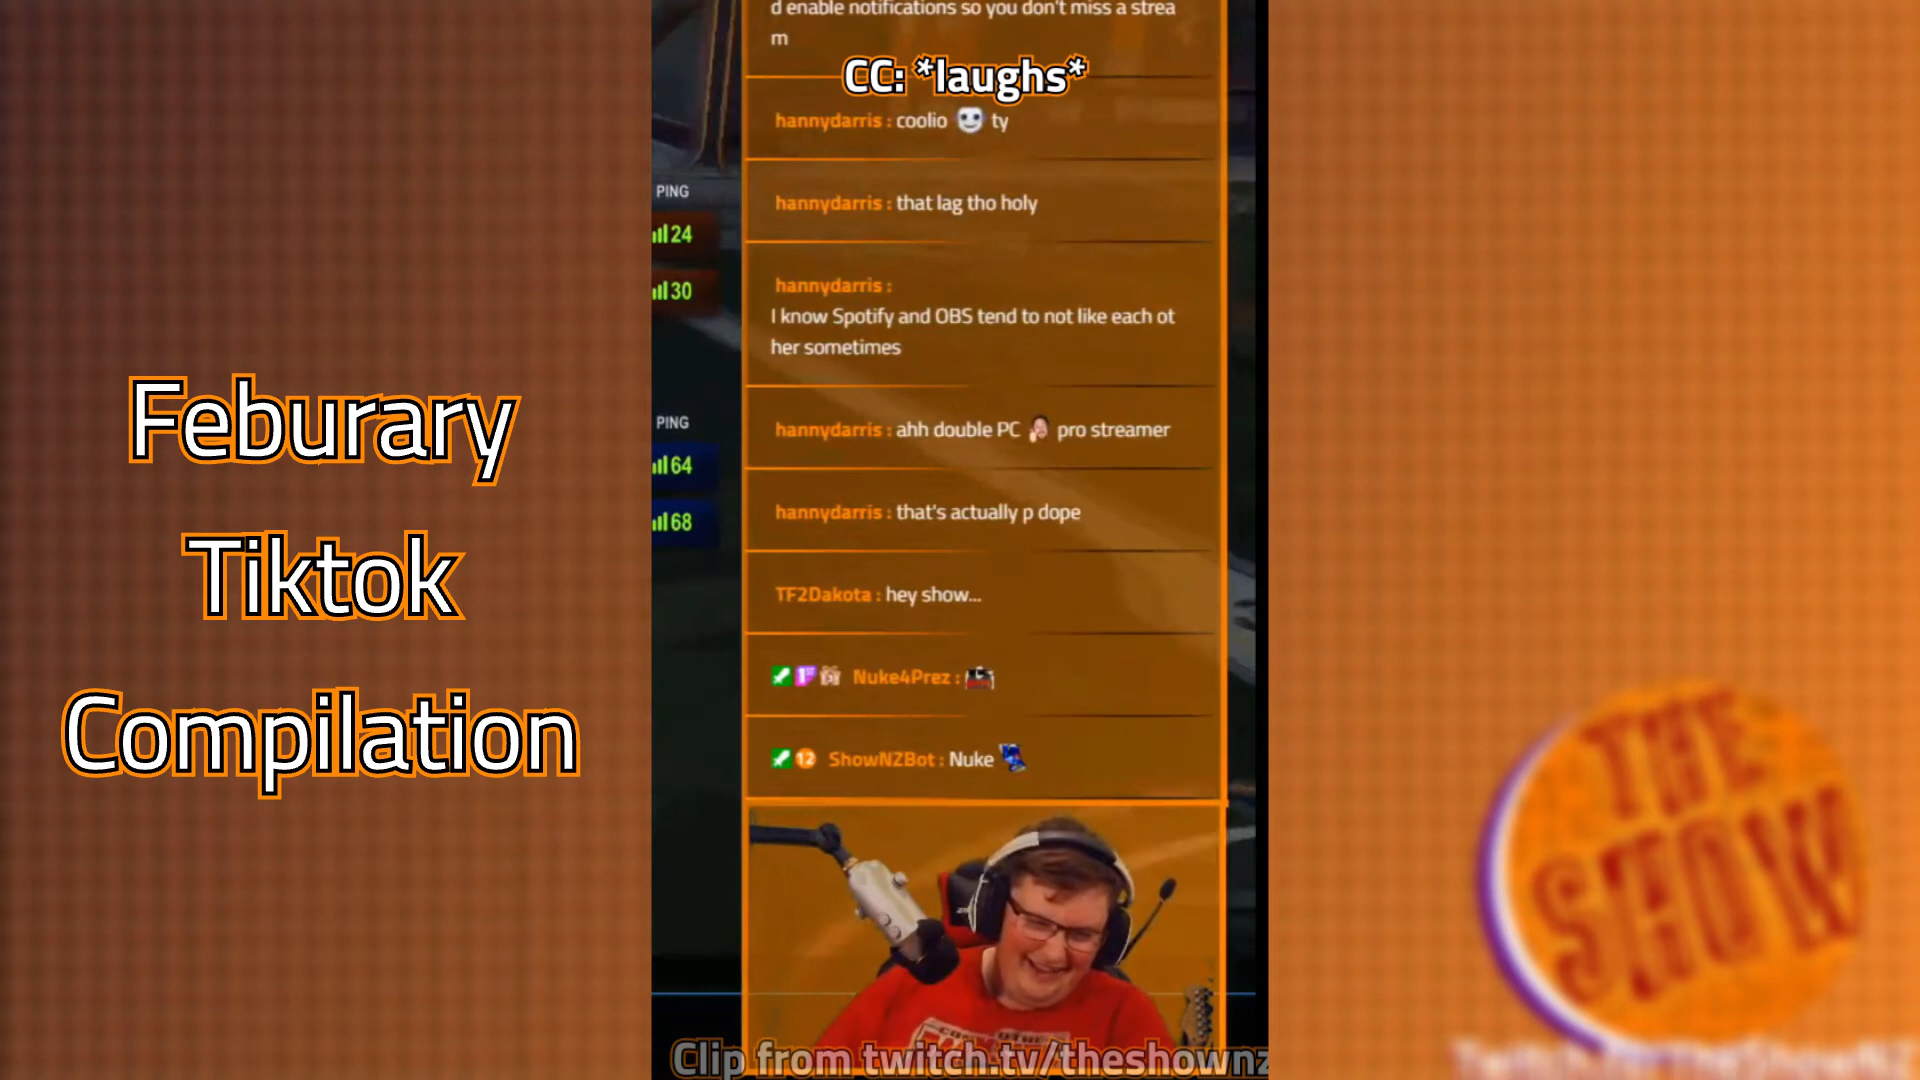 Feburary
Tiktok
Compilation
d enable notifications so you don't miss a strea
m
CC: *laughs*
hannydarris : coolio ty
hannydarris : that lag tho holy
hannydarris :
I know Spotify and OBS tend to not like each ot
her sometimes
hannydarris : ahh double PC pro streamer
hannydarris : that's actually p dope
TF2Dakota : hey show...
Nuke4Prez :
12 ShowNZBot : Nuke
PING
24
30
PING
64
68
Clip from twitch.tv/theshownz
THE
SHOW